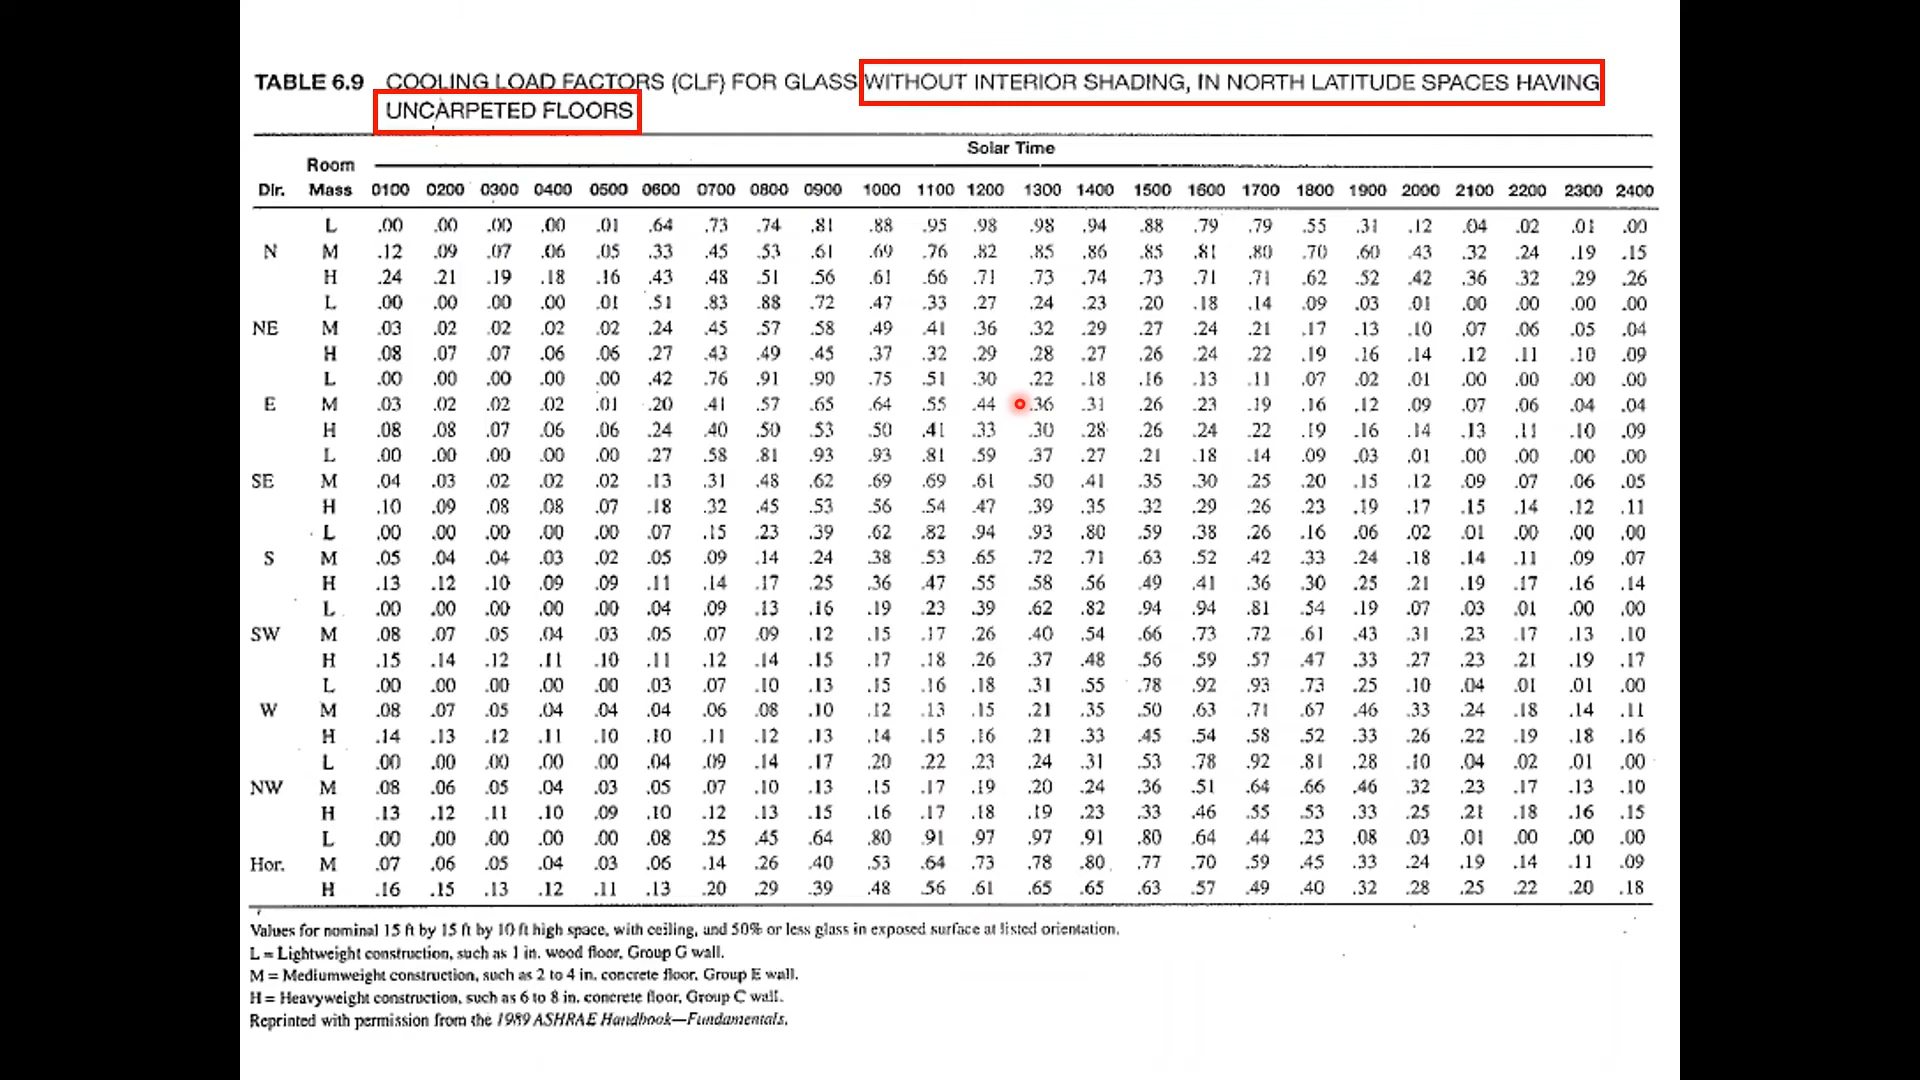 TABLE 6.9 COOLING LOAD FACTORS (CLF) FOR GLASS WITHOUT INTERIOR SHADING, IN NORTH LATITUDE SPACES HAVING
UNCARPETED FLOORS
Solar Time
Room
Dir. Mass 0100 0200 0300 0400 0500 0600 0700 0800 0900 1000 1100 1200 1300 1400 1500 1600 1700 1800 1900 2000 2100 2200 2300 2400
L .00 .00 .00 .00 .01 .64 .73 .74 .81 .88 .95 .98 .98 .94 .88 .79 .79 .55 .31 .12 .04 .02 .01 .00
N M .12 .09 .07 .06 .05 .33 .45 .53 .61 .69 .76 .82 .85 .86 .85 .81 .80 .70 .60 .43 .32 .24 .19 .15
H .24 .21 .19 .18 .16 .43 .48 .51 .56 .61 .66 .71 .73 .74 .73 .71 .71 .62 .52 .42 .36 .32 .29 .26
L .00 .00 .00 .00 .01 .51 .83 .88 .72 .47 .33 .27 .24 .23 .20 .18 .14 .09 .03 .01 .00 .00 .00 .00
NE M .03 .02 .02 .02 .02 .24 .45 .57 .58 .49 .41 .36 .32 .29 .27 .24 .21 .17 .13 .10 .07 .06 .05 .04
H .08 .07 .07 .06 .06 .27 .43 .49 .45 .37 .32 .29 .28 .27 .26 .24 .22 .19 .16 .14 .12 .11 .10 .09
L .00 .00 .00 .00 .00 .42 .76 .91 .90 .75 .51 .30 .22 .18 .16 .13 .11 .07 .02 .01 .00 .00 .00 .00
E M .03 .02 .02 .02 .01 .20 .41 .57 .65 .64 .55 .44 .36 .31 .26 .23 .19 .16 .12 .09 .07 .06 .04 .04
H .08 .08 .07 .06 .06 .24 .40 .50 .53 .50 .41 .33 .30 .28 .26 .24 .22 .19 .16 .14 .13 .11 .10 .09
L .00 .00 .00 .00 .00 .27 .58 .81 .93 .93 .81 .59 .37 .27 .21 .18 .14 .09 .03 .01 .00 .00 .00 .00
SE M .04 .03 .02 .02 .02 .13 .31 .48 .62 .69 .69 .61 .50 .41 .35 .30 .25 .20 .15 .12 .09 .07 .06 .05
H .10 .09 .08 .08 .07 .18 .32 .45 .53 .56 .54 .47 .39 .35 .32 .29 .26 .23 .19 .17 .15 .14 .12 .11
L .00 .00 .00 .00 .00 .07 .15 .23 .39 .62 .82 .94 .93 .80 .59 .38 .26 .16 .06 .02 .01 .00 .00 .00
S M .05 .04 .04 .03 .02 .05 .09 .14 .24 .38 .53 .65 .72 .71 .63 .52 .42 .33 .24 .18 .14 .11 .09 .07
H .13 .12 .10 .09 .09 .11 .14 .17 .25 .36 .47 .55 .58 .56 .49 .41 .36 .30 .25 .21 .19 .17 .16 .14
L .00 .00 .00 .00 .00 .04 .09 .13 .16 .19 .23 .39 .62 .82 .94 .94 .81 .54 .19 .07 .03 .01 .00 .00
SW M .08 .07 .05 .04 .03 .05 .07 .09 .12 .15 .17 .26 .40 .54 .66 .73 .72 .61 .43 .31 .23 .17 .13 .10
H .15 .14 .12 .11 .10 .11 .12 .14 .15 .17 .18 .26 .37 .48 .56 .59 .57 .47 .33 .27 .23 .21 .19 .17
L .00 .00 .00 .00 .00 .03 .07 .10 .13 .15 .16 .18 .31 .55 .78 .92 .93 .73 .25 .10 .04 .01 .01 .00
W M .08 .07 .05 .04 .04 .04 .06 .08 .10 .12 .13 .15 .21 .35 .50 .63 .71 .67 .46 .33 .24 .18 .14 .11
H .14 .13 .12 .11 .10 .10 .11 .12 .13 .14 .15 .16 .21 .33 .45 .54 .58 .52 .33 .26 .22 .19 .18 .16
L .00 .00 .00 .00 .00 .04 .09 .14 .17 .20 .22 .23 .24 .31 .53 .78 .92 .81 .28 .10 .04 .02 .01 .00
NW M .08 .06 .05 .04 .03 .05 .07 .10 .13 .15 .17 .19 .20 .24 .36 .51 .64 .66 .46 .32 .23 .17 .13 .10
H .13 .12 .11 .10 .09 .10 .12 .13 .15 .16 .17 .18 .19 .23 .33 .46 .55 .53 .33 .25 .21 .18 .16 .15
L .00 .00 .00 .00 .00 .08 .25 .45 .64 .80 .91 .97 .97 .91 .80 .64 .44 .23 .08 .03 .01 .00 .00 .00
Hor. M .07 .06 .05 .04 .03 .06 .14 .26 .40 .53 .64 .73 .78 .80 .77 .70 .59 .45 .33 .24 .19 .14 .11 .09
H .16 .15 .13 .12 .11 .13 .20 .29 .39 .48 .56 .61 .65 .65 .63 .57 .49 .40 .32 .28 .25 .22 .20 .18
Values for nominal 15 ft by 15 ft by 10 ft high space, with ceiling, and 50% or less glass in exposed surface at listed orientation.
L = Lightweight construction, such as 1 in. wood floor, Group G wall.
M = Mediumweight construction, such as 2 to 4 in. concrete floor, Group E wall.
H = Heavyweight construction, such as 6 to 8 in. concrete floor, Group C wall.
Reprinted with permission from the 1989 ASHRAE Handbook—Fundamentals.